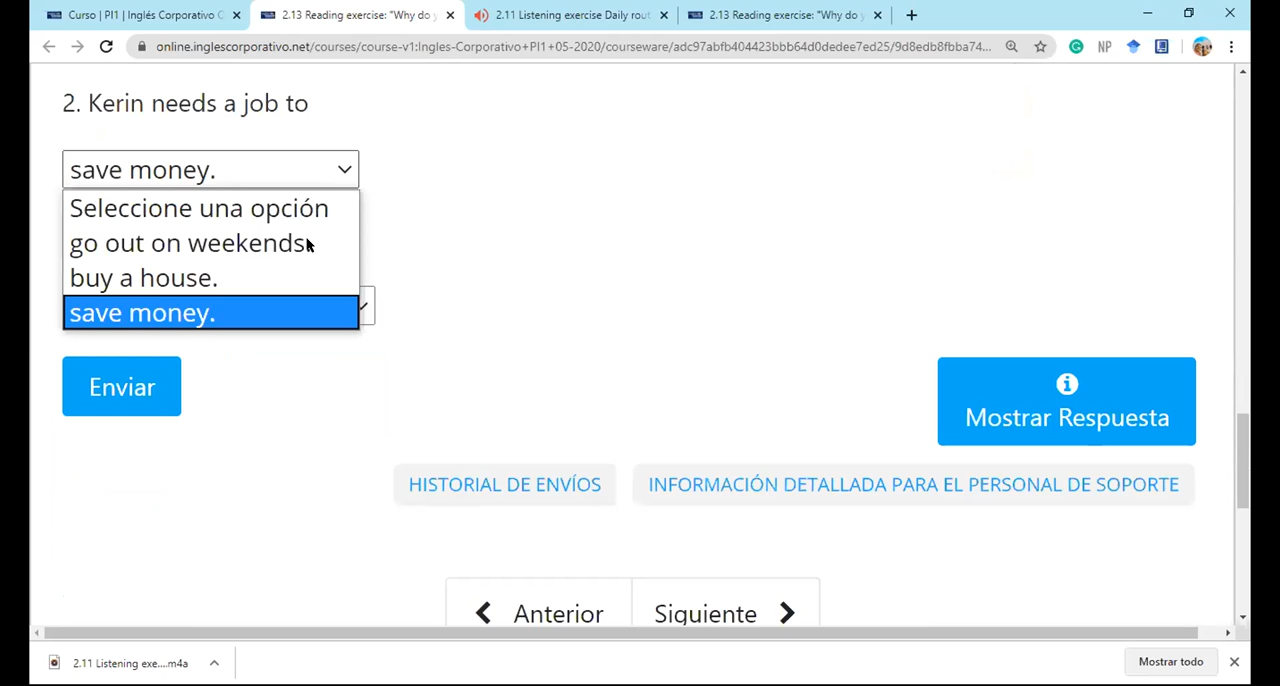 Curso | PI1 | Inglés Corporativo C
2.13 Reading exercise: "Why do y
2.11 Listening exercise Daily rout
2.13 Reading exercise: "Why do y
online.inglescorporativo.net/courses/course-v1:Ingles-Corporativo+PI1+05-2020/courseware/adc97abfb404423bbb64d0dedee7ed25/9d8edb8fbba74...
NP
2. Kerin needs a job to
save money.
Seleccione una opción
go out on weekends
buy a house.
save money.
Enviar
Mostrar Respuesta
HISTORIAL DE ENVÍOS
INFORMACIÓN DETALLADA PARA EL PERSONAL DE SOPORTE
Anterior
Siguiente
2.11 Listening exe....m4a
Mostrar todo